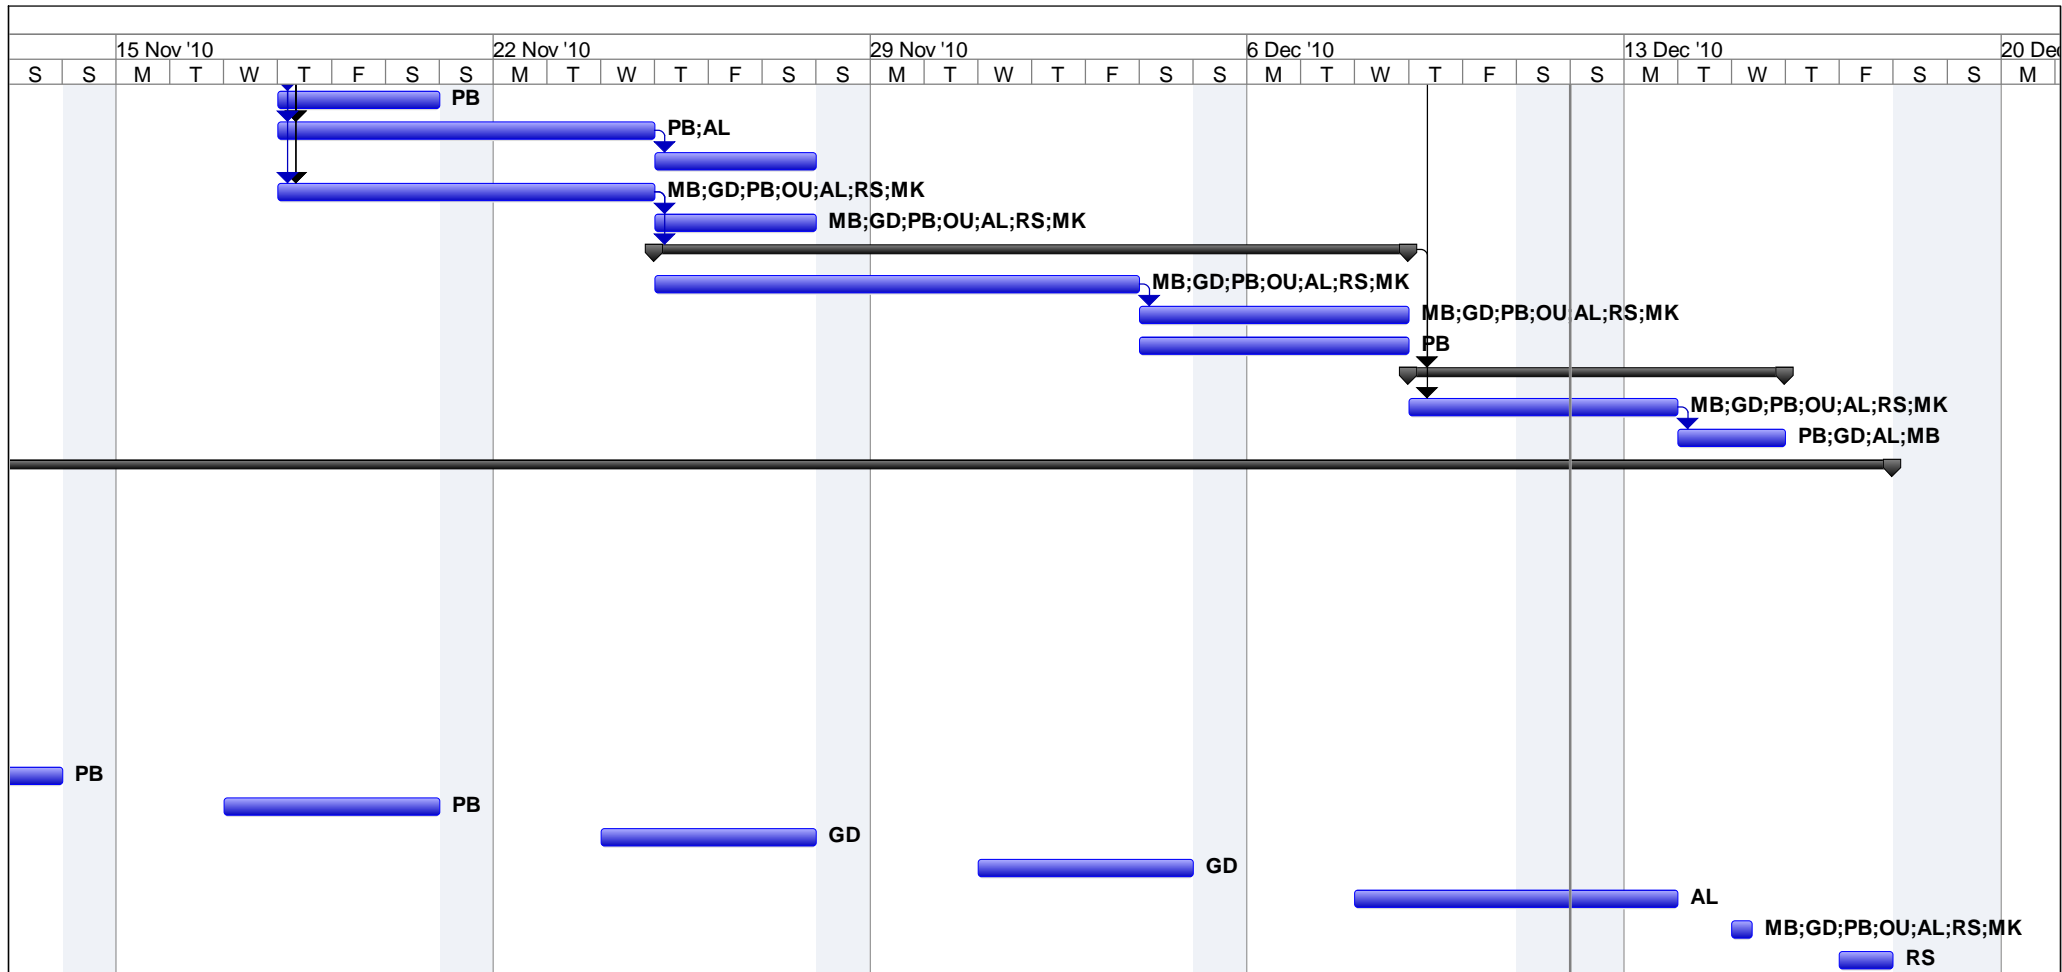 15 Nov '10 22 Nov '10 29 Nov '10 6 Dec '10 13 Dec '10 20 Dec
S S M T W T F S S M T W T F S S M T W T F S S M T W T F S S M T W T F S S M
PB
PB;AL
MB;GD;PB;OU;AL;RS;MK
MB;GD;PB;OU;AL;RS;MK
MB;GD;PB;OU;AL;RS;MK
MB;GD;PB;OU;AL;RS;MK
PB
MB;GD;PB;OU;AL;RS;MK
PB;GD;AL;MB
PB
PB
GD
GD
AL
MB;GD;PB;OU;AL;RS;MK
RS